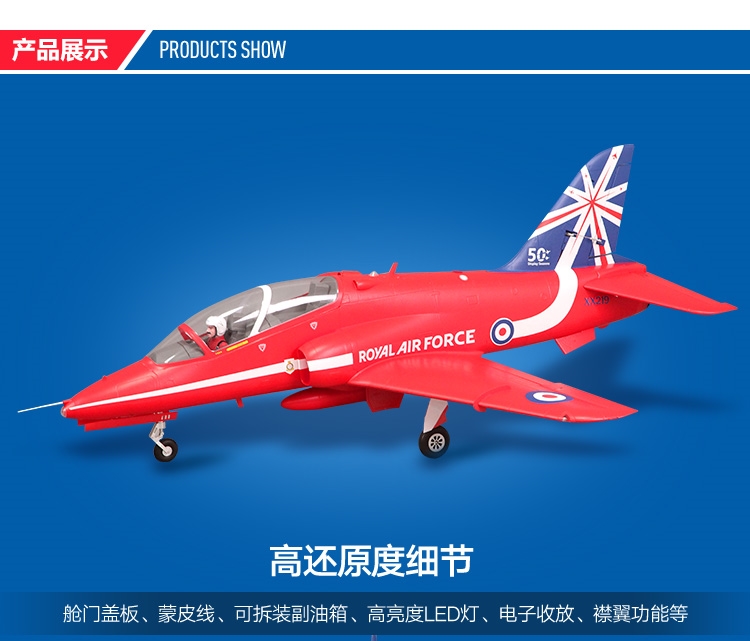 产品展示
PRODUCTS SHOW
50
Display Seasons
XX219
ROYAL AIR FORCE
高还原度细节
舱门盖板、蒙皮线、可拆装副油箱、高亮度LED灯、电子收放、襟翼功能等